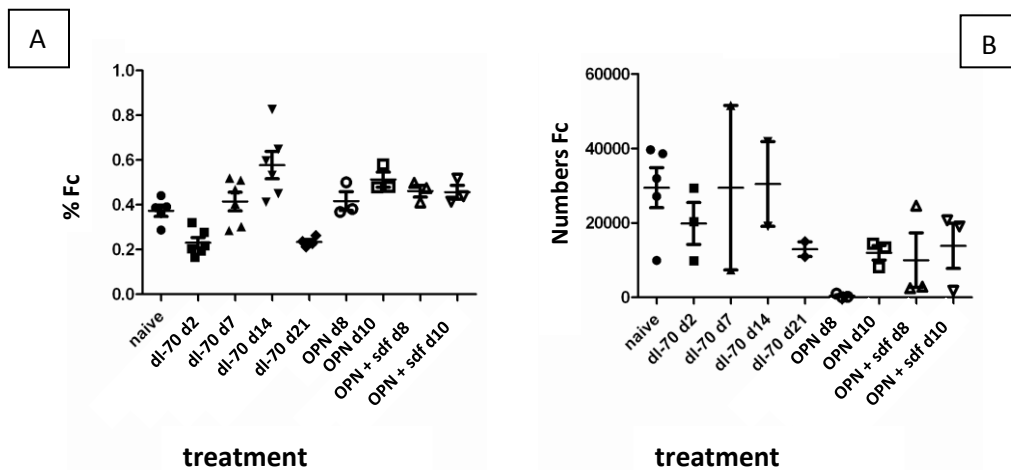 A
B
% Fc
1.0
0.8
0.6
0.4
0.2
0.0
naive
dl-70 d2
dl-70 d7
dl-70 d14
dl-70 d21
OPN d8
OPN d10
OPN + sdf d8
OPN + sdf d10
treatment
Numbers Fc
60000
40000
20000
0
naive
dl-70 d2
dl-70 d7
dl-70 d14
dl-70 d21
OPN d8
OPN d10
OPN + sdf d8
OPN + sdf d10
treatment